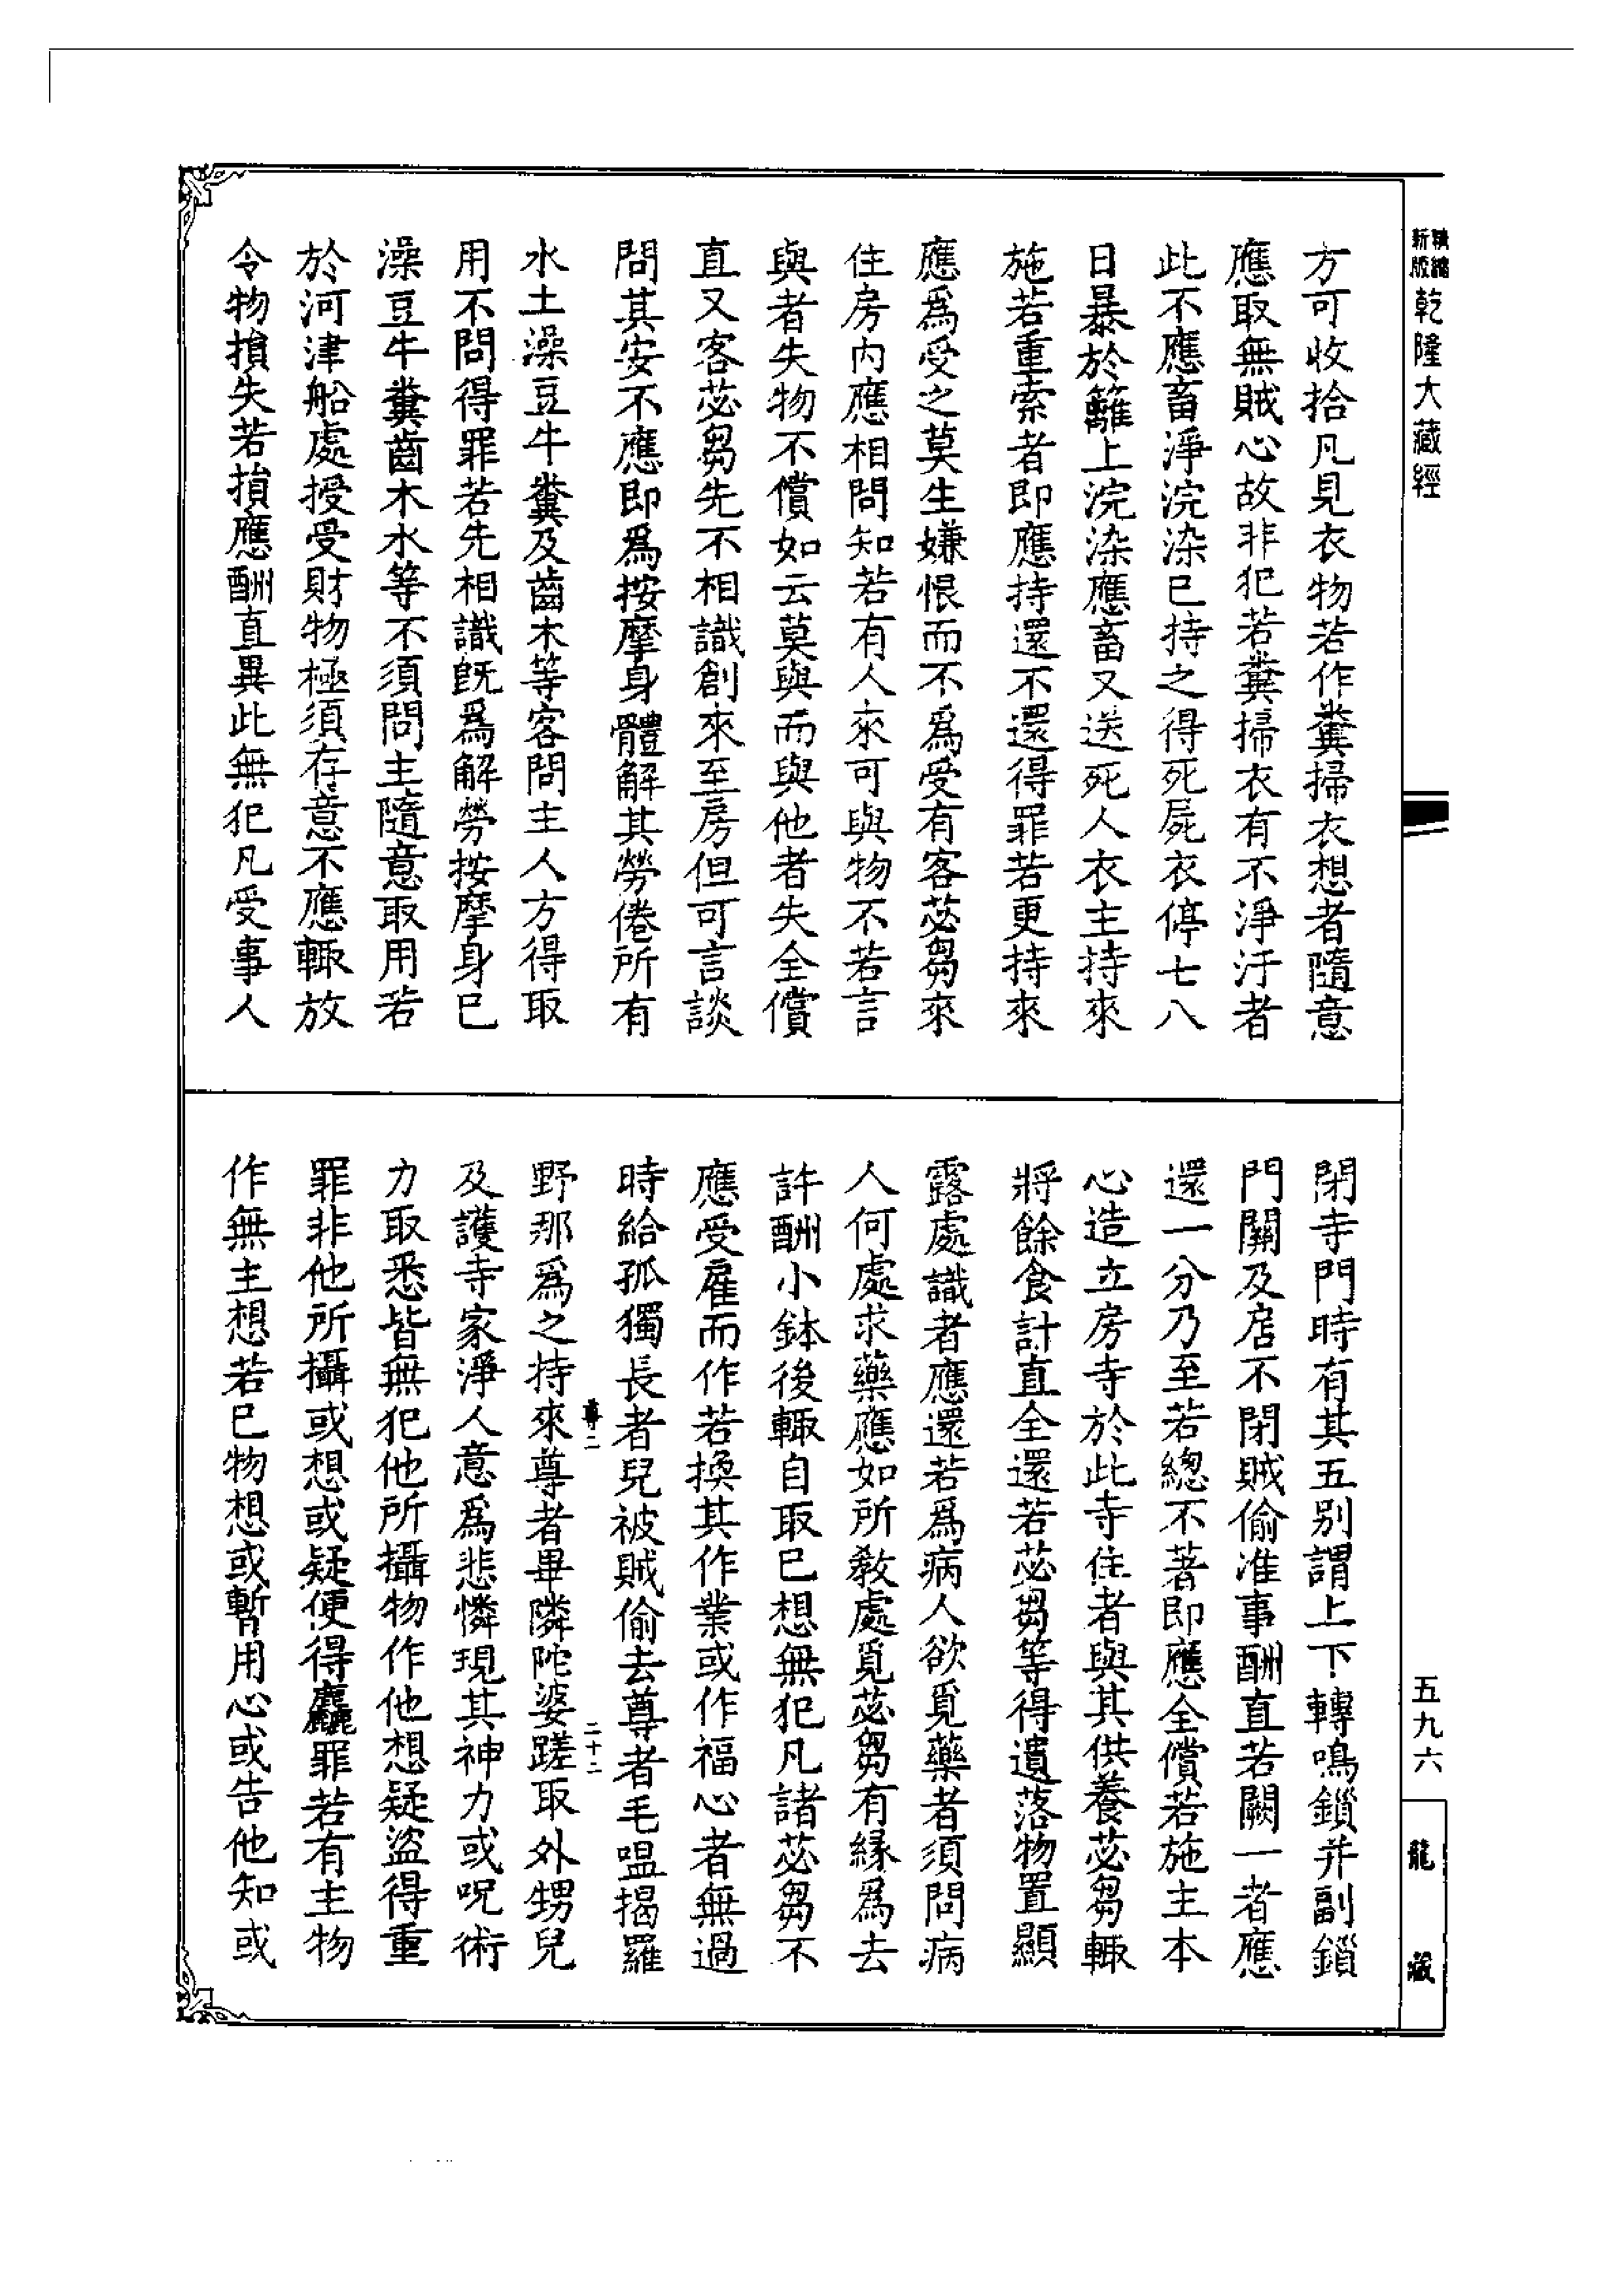 精縮新版乾隆大藏經
方可收拾凡見衣物若作糞掃衣想者隨意
應取無賊心故非犯若糞掃衣有不淨汙者
此不應畜淨浣染已持之得死屍衣停七八
日暴於籬上浣染應畜又送死人衣主持來
施若重索者即應持還不還得罪若更持來
應爲受之莫生嫌恨而不爲受有客苾芻來
住房內應相問知若有人來可與物不若言
與者失物不償如云莫與而與他者失全償
直又客苾芻先不相識創來至房但可言談
問其安不應即爲按摩身體解其勞倦所有
水土澡豆牛糞及齒木等客問主人方得取
用不問得罪若先相識旣爲解勞按摩身已
澡豆牛糞齒木水等不須問主隨意取用若
於河津船處授受財物極須存意不應輙放
令物損失若損應酬直異此無犯凡受事人
閉寺門時有其五別謂上下轉鳴鎖并副鎖
門關及扂不閉賊偷准事酬直若闕一者應
還一分乃至若總不著即應全償若施主本
心造立房寺於此寺住者與其供養苾芻輙
將餘食計直全還若苾芻等得遺落物置顯
露處識者應還若爲病人欲覓藥者須問病
人何處求藥應如所教處覓苾芻有緣爲去
許酬小鉢後輙自取已想無犯凡諸苾芻不
應受雇而作若換其作業或作福心者無過
時給孤獨長者兒被賊偷去尊者毛嗢揭羅
尊二
二十二
野那爲之持來尊者畢隣陀婆蹉取外甥兒
及護寺家淨人意爲悲憐現其神力或呪術
力取悉皆無犯他所攝物作他想疑盜得重
罪非他所攝或想或疑便得麤罪若有主物
作無主想若已物想或暫用心或告他知或
五九六
龍藏